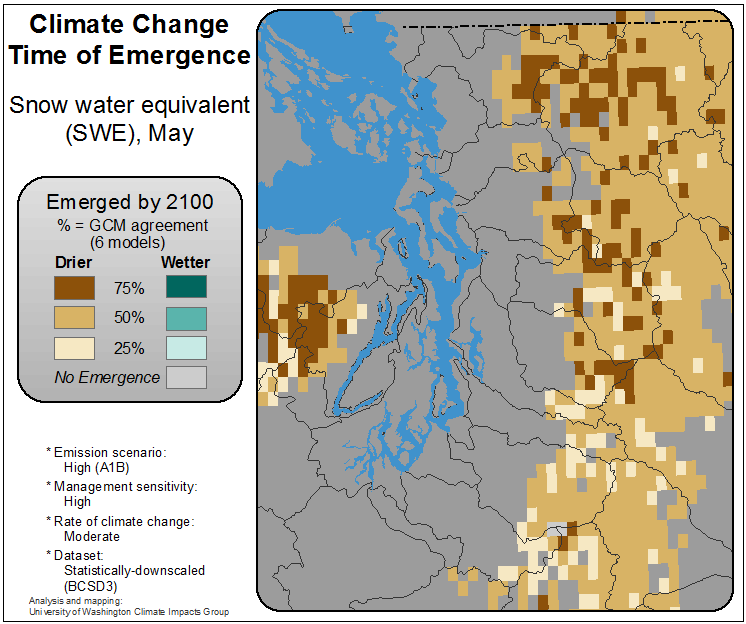 Climate Change
Time of Emergence
Snow water equivalent
(SWE), May
Emerged by 2100
% = GCM agreement
(6 models)
Drier Wetter
75%
50%
25%
No Emergence
* Emission scenario:
High (A1B)
* Management sensitivity:
High
* Rate of climate change:
Moderate
* Dataset:
Statistically-downscaled
(BCSD3)
Analysis and mapping:
University of Washington Climate Impacts Group